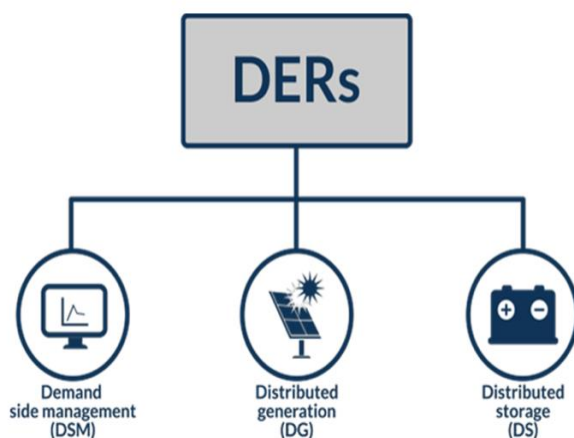 DERs
Demand
side management
(DSM)
Distributed
generation
(DG)
Distributed
storage
(DS)